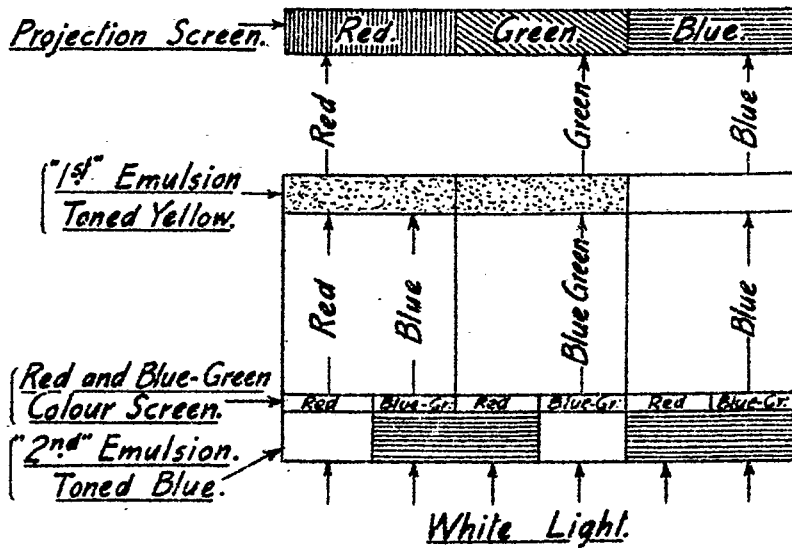 Projection Screen.
Red.
Green.
Blue.
Red
Green
Blue
"1st" Emulsion
Toned Yellow.
Red
Blue
Blue Green
Blue
Red and Blue-Green
Colour Screen.
Red
Blue-Gr:
Red
Blue-Gr:
Red
Blue-Gr:
"2nd" Emulsion.
Toned Blue.
White Light.